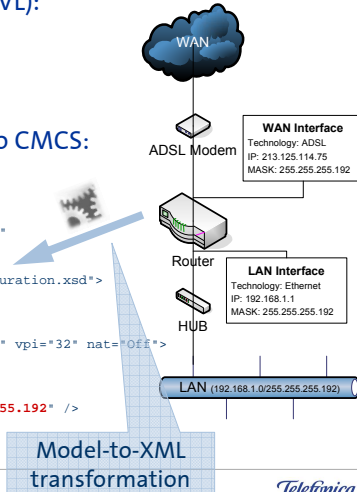 VL):
WAN
o CMCS:
ADSL Modem
WAN Interface
Technology: ADSL
IP: 213.125.114.75
MASK: 255.255.255.192
"
uration.xsd">
Router
LAN Interface
Technology: Ethernet
IP: 192.168.1.1
MASK: 255.255.255.192
HUB
" vpi="32" nat="Off">
LAN (192.168.1.0/255.255.255.192)
55.192" />
Model-to-XML
transformation
Telefónica